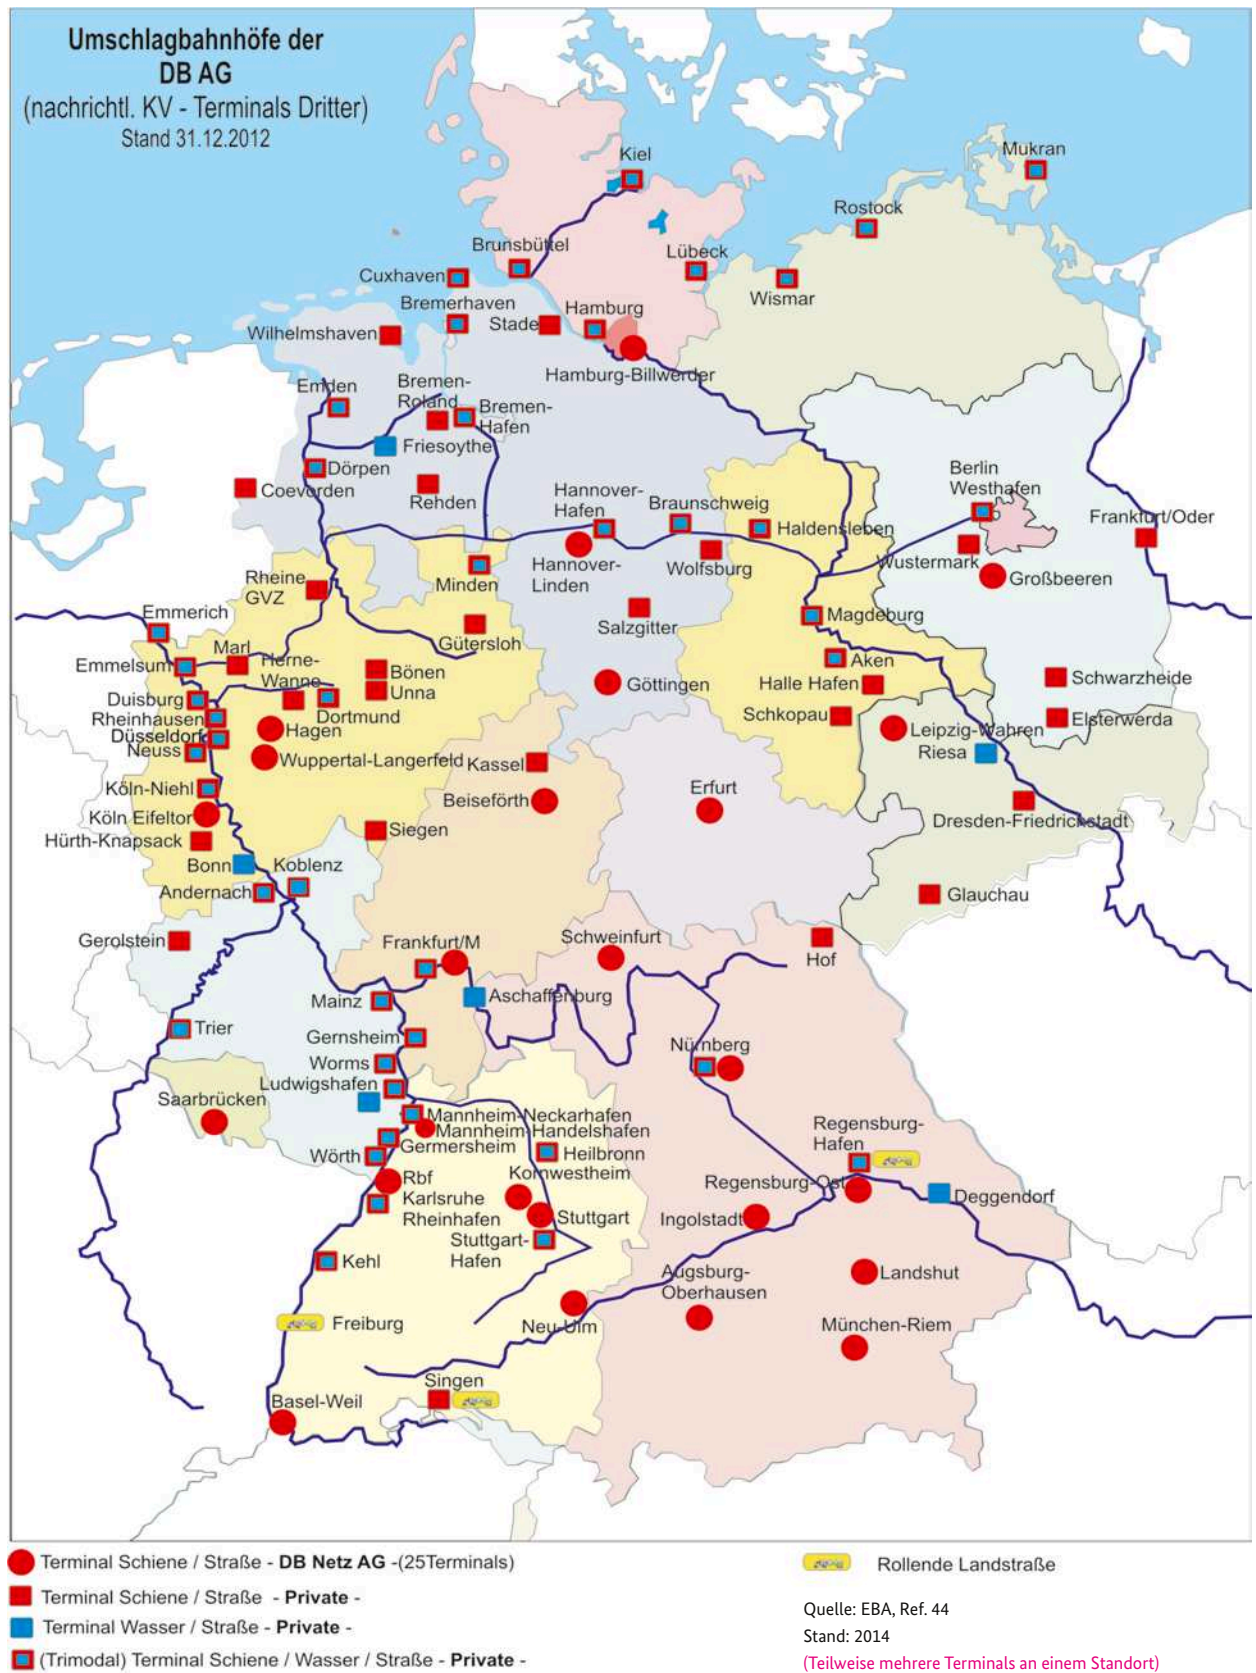 Umschlagbahnhöfe der
DB AG
(nachrichtl. KV - Terminals Dritter)
Stand 31.12.2012
Kiel
Mukran
Rostock
Brunsbüttel
Lübeck
Cuxhaven
Wismar
Bremerhaven
Hamburg
Stade
Wilhelmshaven
Hamburg-Billwerder
Emden
Bremen-
Roland
Bremen-
Hafen
Friesoythe
Dörpen
Coevorden
Rehden
Hannover-
Hafen
Braunschweig
Haldensleben
Berlin
Westhafen
Frankfurt/Oder
Wustermark
Großbeeren
Hannover-
Linden
Wolfsburg
Minden
Rheine
GVZ
Salzgitter
Magdeburg
Emmerich
Gütersloh
Marl
Herne-
Wanne
Emmelsum
Bönen
Unna
Aken
Göttingen
Halle Hafen
Schwarzheide
Duisburg
Dortmund
Rheinhausen
Hagen
Schkopau
Elsterwerda
Düsseldorf
Leipzig-Wahren
Neuss
Wuppertal-Langerfeld
Kassel
Riesa
Köln-Niehl
Beiseförth
Erfurt
Köln Eifeltor
Dresden-Friedrichstadt
Siegen
Hürth-Knapsack
Bonn
Koblenz
Andernach
Glauchau
Gerolstein
Frankfurt/M
Schweinfurt
Hof
Mainz
Aschaffenburg
Trier
Gernsheim
Nürnberg
Worms
Ludwigshafen
Saarbrücken
Mannheim-Neckarhafen
Mannheim-Handelshafen
Germersheim
Regensburg-
Hafen
Wörth
Heilbronn
Kornwestheim
Rbf
Karlsruhe
Rheinhafen
Regensburg-Ost
Deggendorf
Stuttgart
Ingolstadt
Stuttgart-
Hafen
Kehl
Augsburg-
Oberhausen
Landshut
Freiburg
Neu-Ulm
München-Riem
Singen
Basel-Weil
Terminal Schiene / Straße - DB Netz AG -(25Terminals)
Terminal Schiene / Straße - Private -
Terminal Wasser / Straße - Private -
(Trimodal) Terminal Schiene / Wasser / Straße - Private -
Rollende Landstraße
Quelle: EBA, Ref. 44
Stand: 2014
(Teilweise mehrere Terminals an einem Standort)